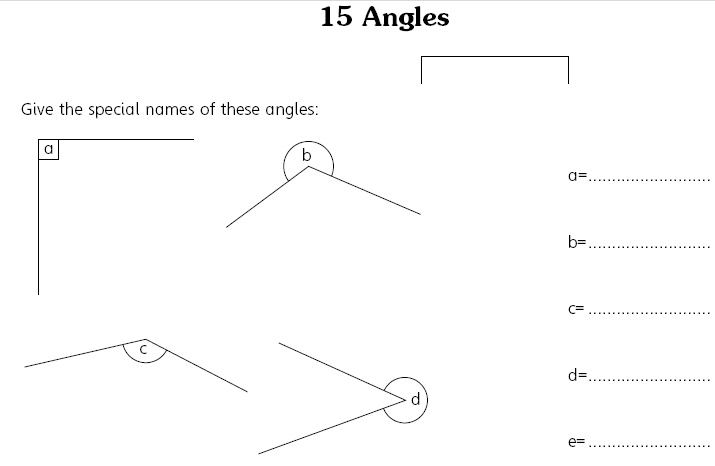 15 Angles
Give the special names of these angles:
a
b
a=..........................
b=..........................
c= ..........................
c
d
d=..........................
e= ..........................